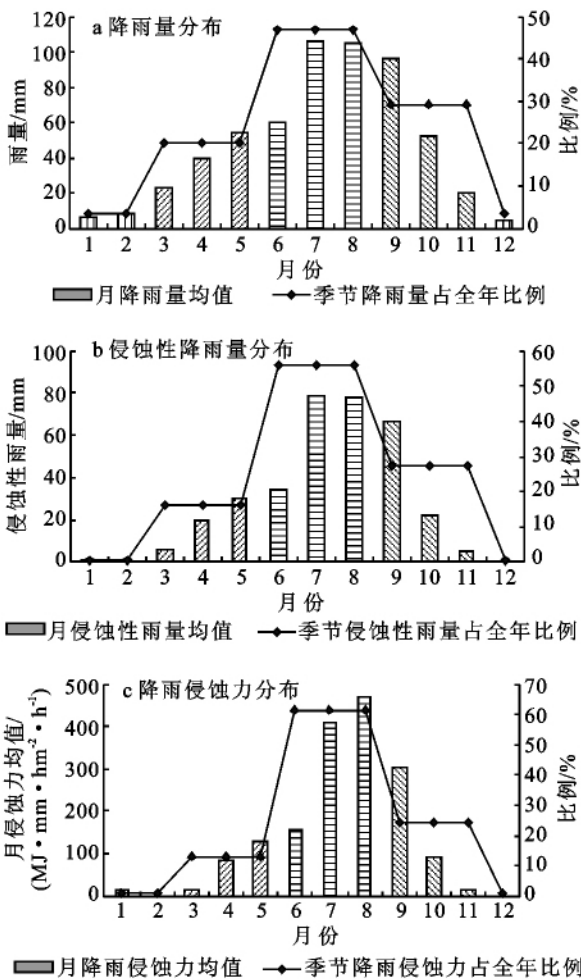 a 降雨量分布
雨量/mm
120
100
80
60
40
20
0
50
40
30
20
10
0
比例/%
1 2 3 4 5 6 7 8 9 10 11 12
月份
月降雨量均值 季节降雨量占全年比例
b 侵蚀性降雨量分布
侵蚀性雨量/mm
100
80
60
40
20
0
60
50
40
30
20
10
0
比例/%
1 2 3 4 5 6 7 8 9 10 11 12
月份
月侵蚀性雨量均值 季节侵蚀性雨量占全年比例
c 降雨侵蚀力分布
月侵蚀力均值/
(MJ·mm·hm⁻²·h⁻¹)
500
400
300
200
100
0
70
60
50
40
30
20
10
0
比例/%
1 2 3 4 5 6 7 8 9 10 11 12
月份
月降雨侵蚀力均值 季节降雨侵蚀力占全年比例